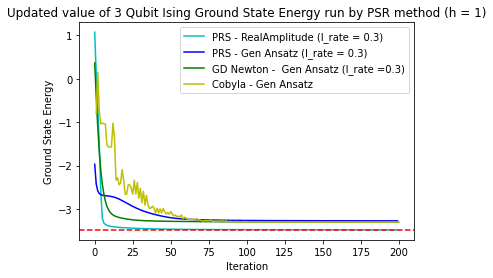 Updated value of 3 Qubit Ising Ground State Energy run by PSR method (h = 1)
PRS - RealAmplitude (l_rate = 0.3)
PRS - Gen Ansatz (l_rate = 0.3)
GD Newton -  Gen Ansatz (l_rate =0.3)
Cobyla - Gen Ansatz
Ground State Energy
1
0
−1
−2
−3
0 25 50 75 100 125 150 175 200
Iteration